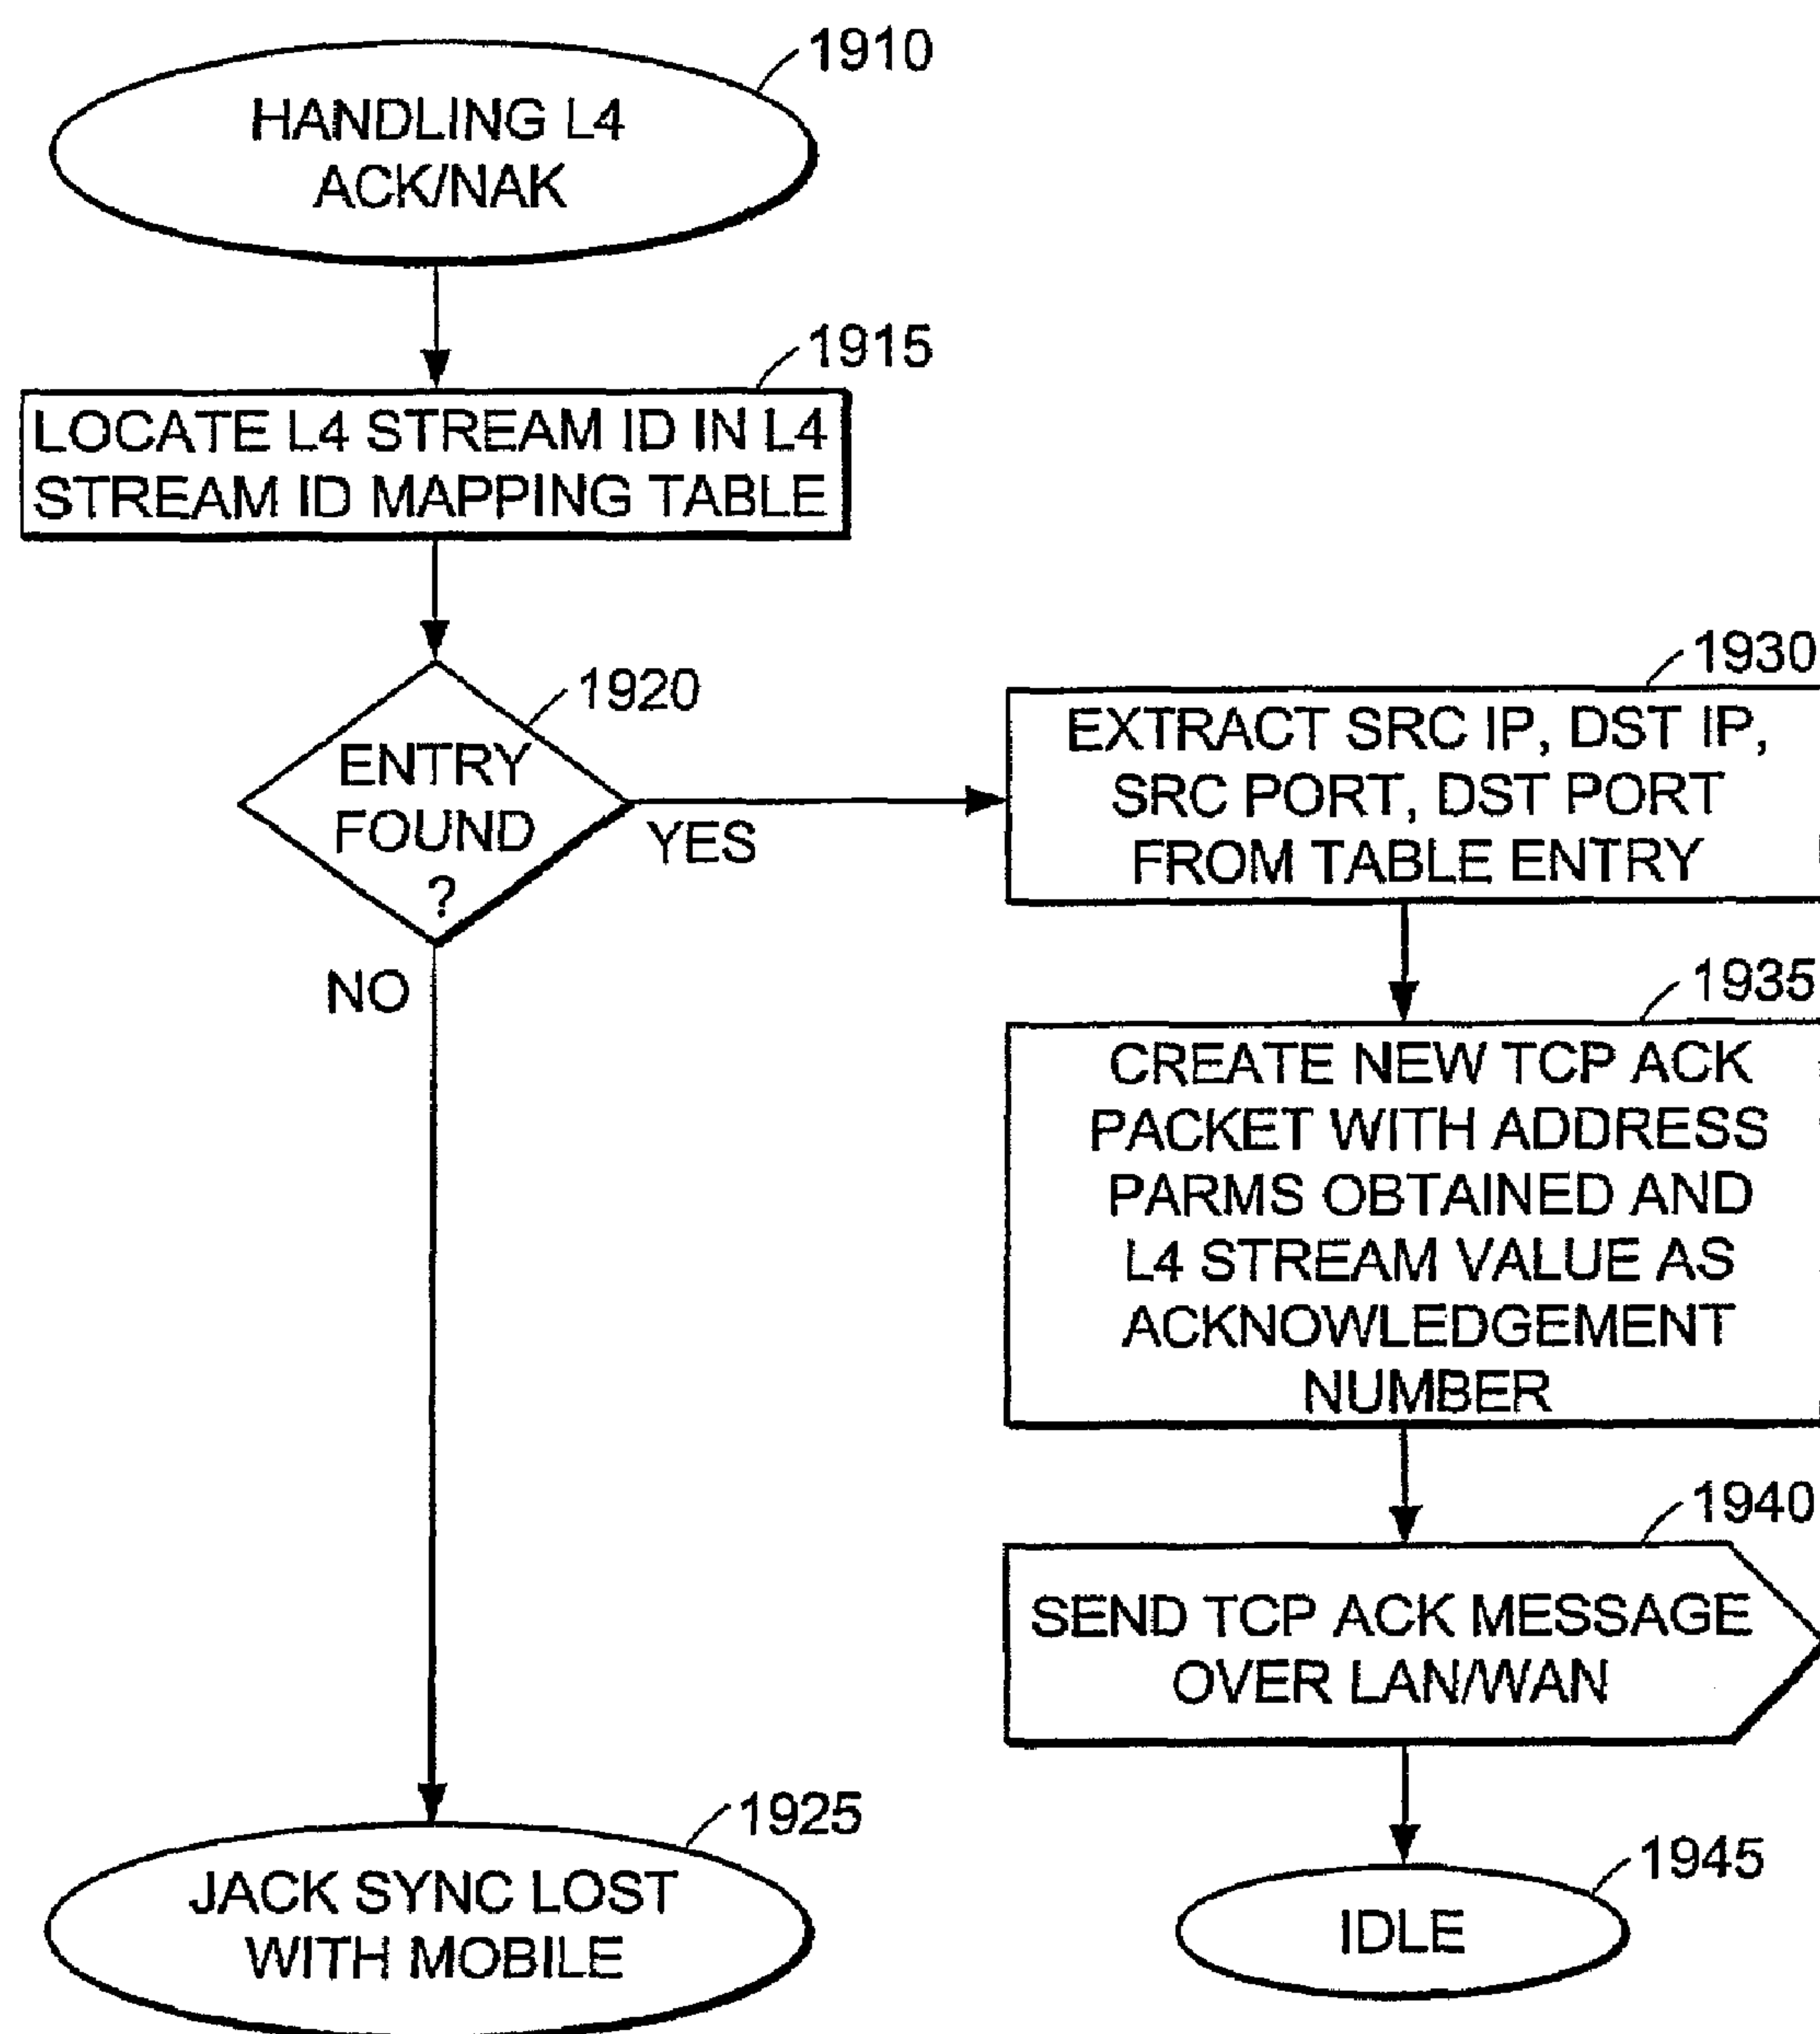 1910
HANDLING L4
ACK/NAK
1915
LOCATE L4 STREAM ID IN L4
STREAM ID MAPPING TABLE
1920
ENTRY
FOUND
?
YES
NO
1930
EXTRACT SRC IP, DST IP,
SRC PORT, DST PORT
FROM TABLE ENTRY
1935
CREATE NEW TCP ACK
PACKET WITH ADDRESS
PARMS OBTAINED AND
L4 STREAM VALUE AS
ACKNOWLEDGEMENT
NUMBER
1940
SEND TCP ACK MESSAGE
OVER LAN/WAN
1925
JACK SYNC LOST
WITH MOBILE
1945
IDLE